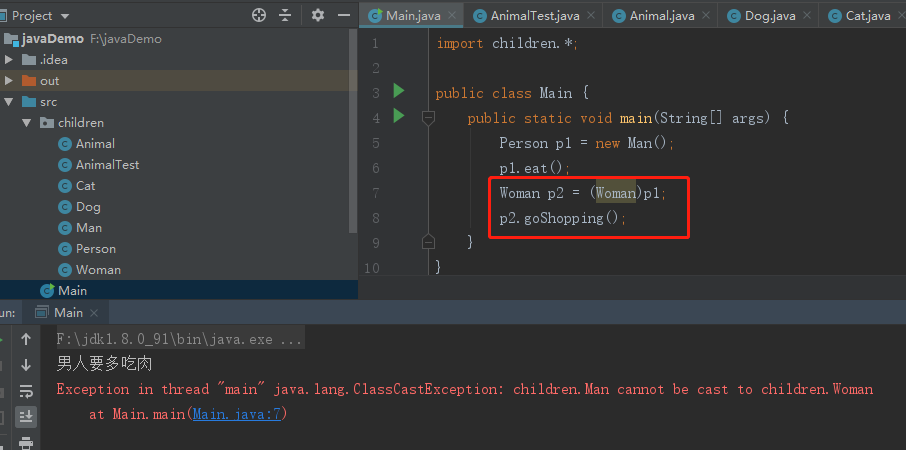 Project
Main.java
AnimalTest.java
Animal.java
Dog.java
Cat.java
javaDemo F:\javaDemo
.idea
out
src
children
Animal
AnimalTest
Cat
Dog
Man
Person
Woman
Main
1 import children.*;
2
3 public class Main {
4 public static void main(String[] args) {
5 Person p1 = new Man();
6 p1.eat();
7 Woman p2 = (Woman)p1;
8 p2.goShopping();
9 }
10 }
un: Main
F:\jdk1.8.0_91\bin\java.exe ...
男人要多吃肉
Exception in thread "main" java.lang.ClassCastException: children.Man cannot be cast to children.Woman
at Main.main(Main.java:7)